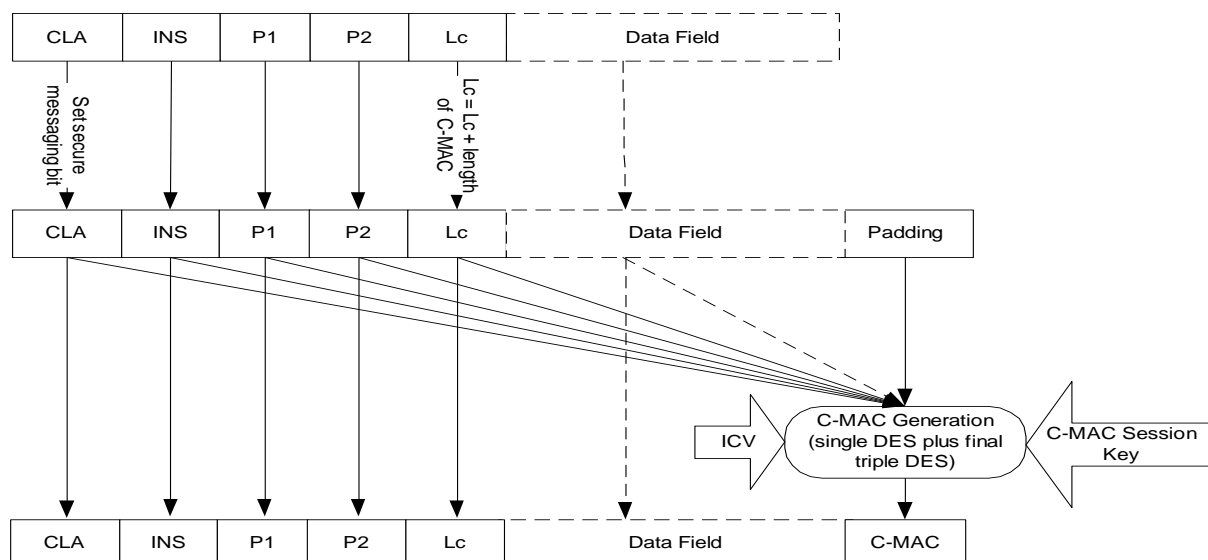 CLA INS P1 P2 Lc Data Field
Set secure
messaging bit
Lc = Lc + length
of C-MAC
CLA INS P1 P2 Lc Data Field Padding
ICV
C-MAC Generation
(single DES plus final
triple DES)
C-MAC Session
Key
CLA INS P1 P2 Lc Data Field C-MAC